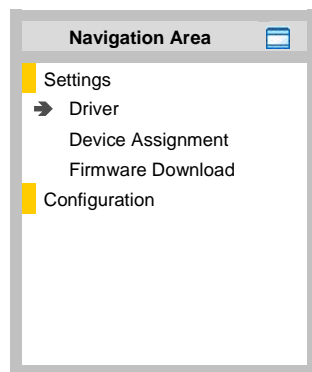 Navigation Area
Settings
Driver
Device Assignment
Firmware Download
Configuration